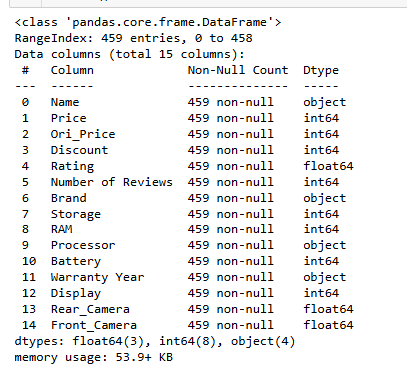 <class 'pandas.core.frame.DataFrame'>
RangeIndex: 459 entries, 0 to 458
Data columns (total 15 columns):
 #   Column             Non-Null Count  Dtype
---  ------             --------------  -----
 0   Name               459 non-null    object
 1   Price              459 non-null    int64
 2   Ori_Price          459 non-null    int64
 3   Discount           459 non-null    int64
 4   Rating             459 non-null    float64
 5   Number of Reviews  459 non-null    int64
 6   Brand              459 non-null    object
 7   Storage            459 non-null    int64
 8   RAM                459 non-null    int64
 9   Processor          459 non-null    object
 10  Battery            459 non-null    int64
 11  Warranty Year      459 non-null    object
 12  Display            459 non-null    int64
 13  Rear_Camera        459 non-null    float64
 14  Front_Camera       459 non-null    float64
dtypes: float64(3), int64(8), object(4)
memory usage: 53.9+ KB